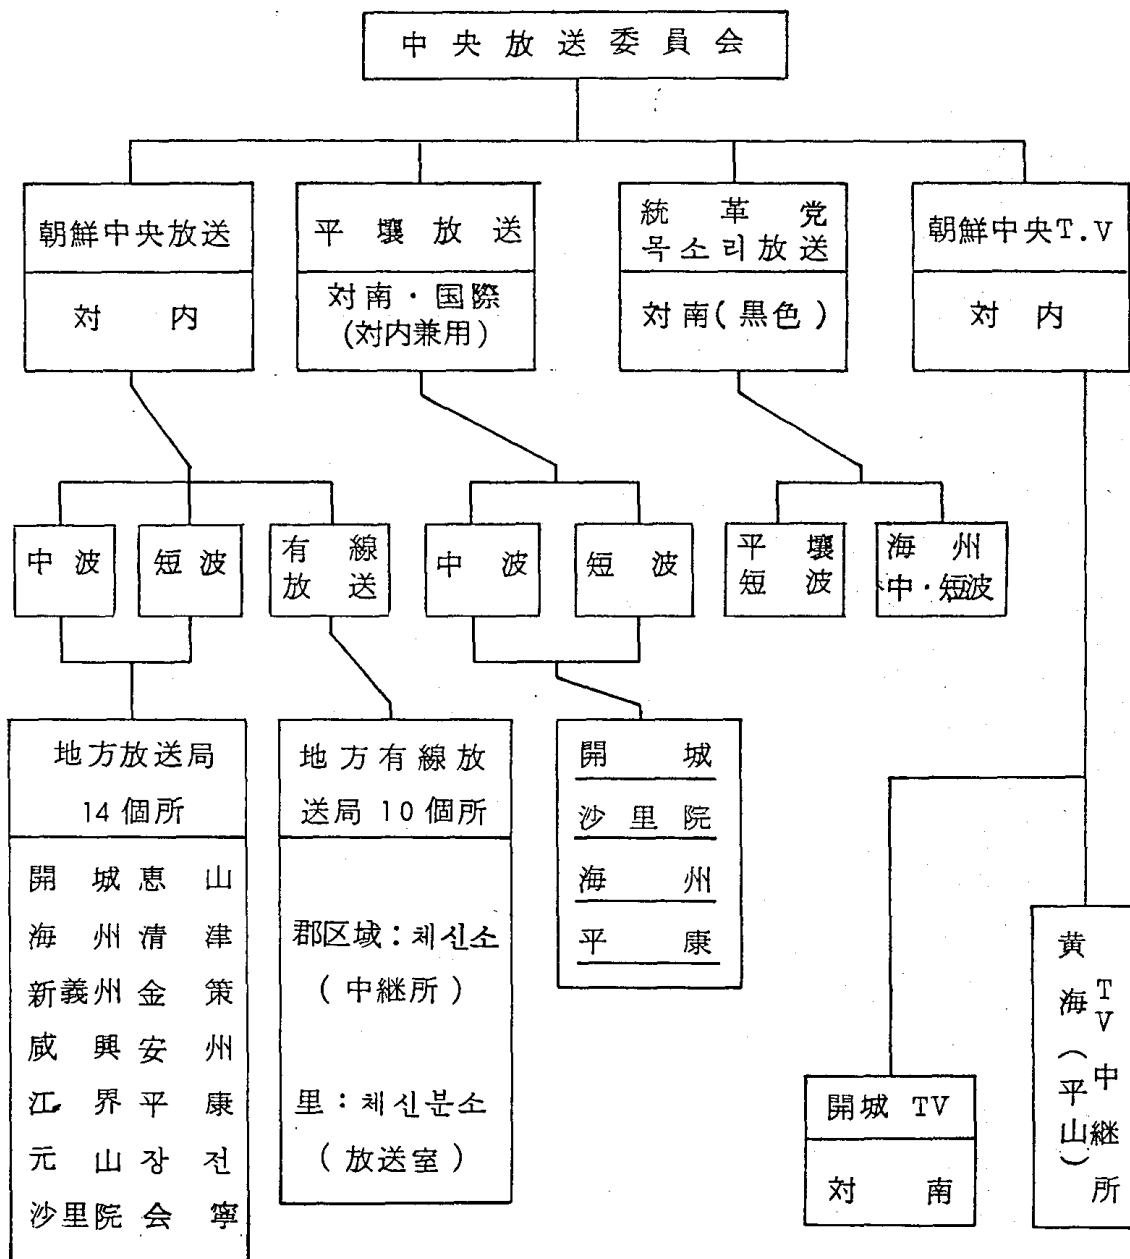 中央放送委員会
朝鮮中央放送
対内
平壤放送
対南・国際
(対内兼用)
統革党
목소리放送
対南(黒色)
朝鮮中央T.V
対内
中波
短波
有線
放送
中波
短波
平壤
短波
海州
中・短波
地方放送局
14個所
開城恵山
海州清津
新義州金策
咸興安州
江界平康
元山장전
沙里院会寧
地方有線放
送局10個所
郡区域:체신소
(中継所)
里:체신분소
(放送室)
開城
沙里院
海州
平康
開城 TV
対南
黄海(平山)
TV中継所